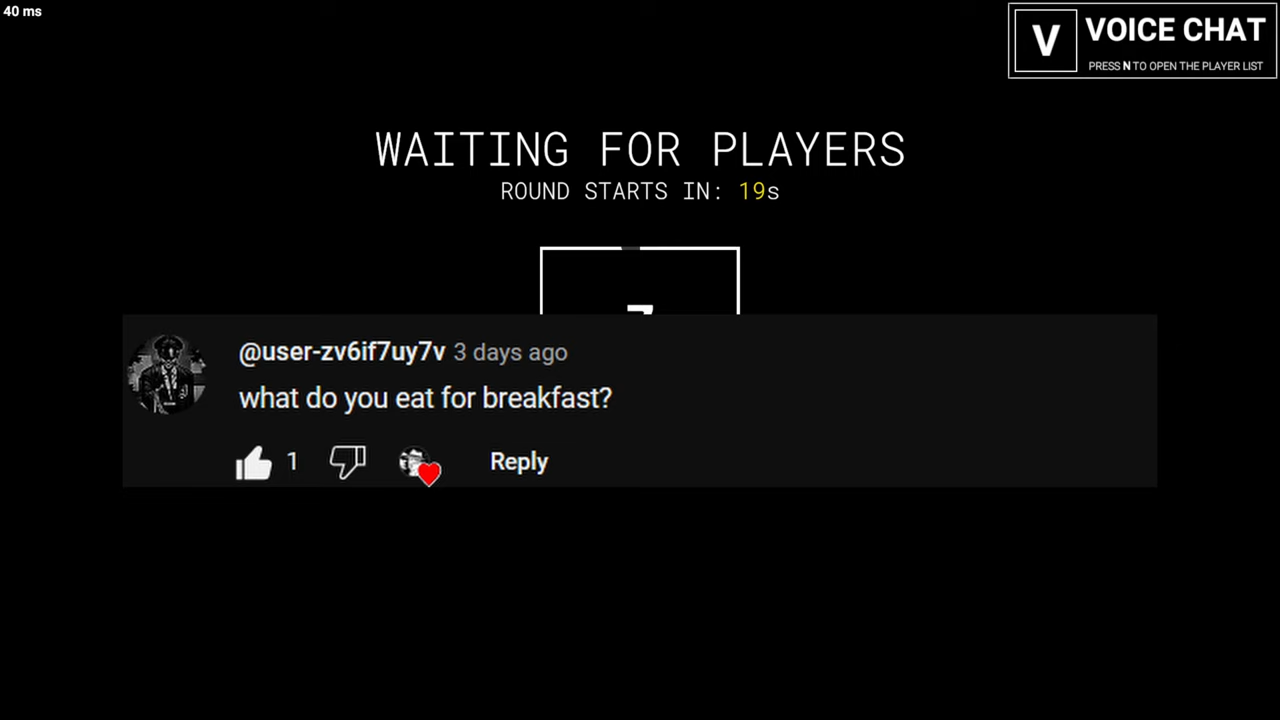 40 ms
V
VOICE CHAT
PRESS N TO OPEN THE PLAYER LIST
WAITING FOR PLAYERS
ROUND STARTS IN: 19s
@user-zv6if7uy7v 3 days ago
what do you eat for breakfast?
1
Reply